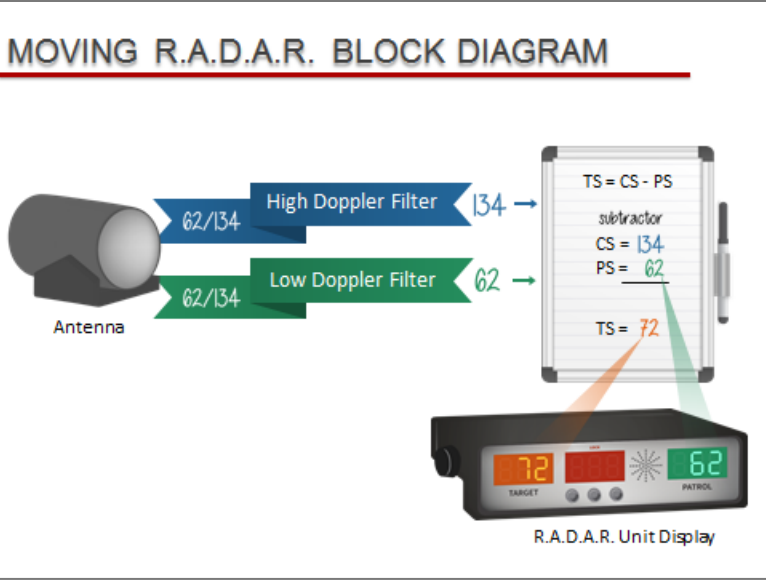 MOVING R.A.D.A.R. BLOCK DIAGRAM
62/134
High Doppler Filter
134
62/134
Low Doppler Filter
62
Antenna
TS = CS - PS
subtractor
CS = 134
PS = 62
TS = 72
72
TARGET
62
PATROL
R.A.D.A.R. Unit Display